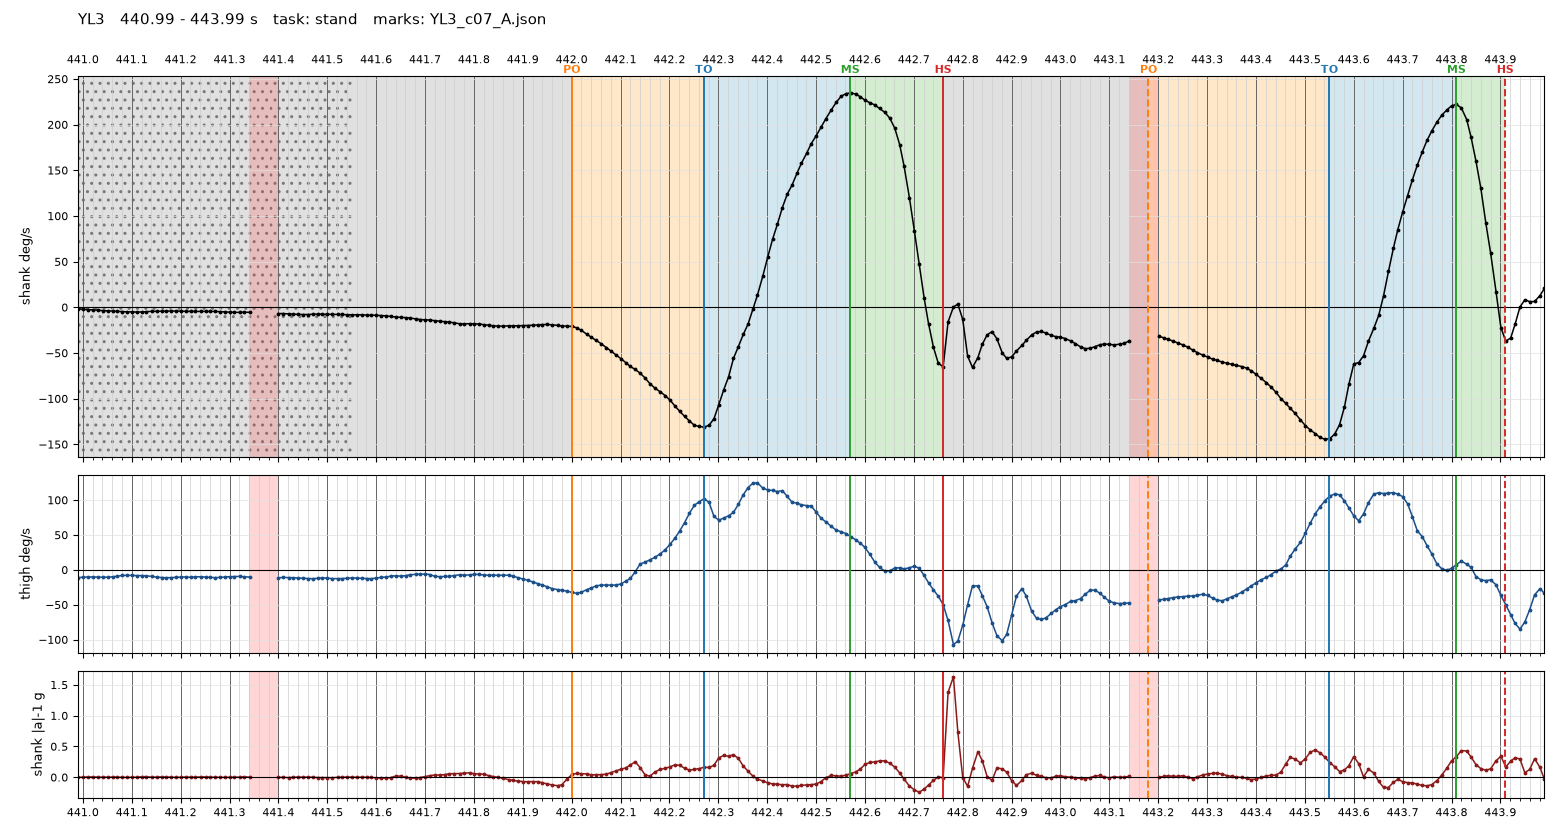 YL3   440.99 - 443.99 s   task: stand   marks: YL3_c07_A.json
441.0 441.1 441.2 441.3 441.4 441.5 441.6 441.7 441.8 441.9 442.0 442.1 442.2 442.3 442.4 442.5 442.6 442.7 442.8 442.9 443.0 443.1 443.2 443.3 443.4 443.5 443.6 443.7 443.8 443.9
PO TO MS HS PO TO MS HS
250
200
150
100
50
0
−50
−100
−150
shank deg/s
100
50
0
−50
−100
thigh deg/s
1.5
1.0
0.5
0.0
shank |a|-1 g
441.0 441.1 441.2 441.3 441.4 441.5 441.6 441.7 441.8 441.9 442.0 442.1 442.2 442.3 442.4 442.5 442.6 442.7 442.8 442.9 443.0 443.1 443.2 443.3 443.4 443.5 443.6 443.7 443.8 443.9